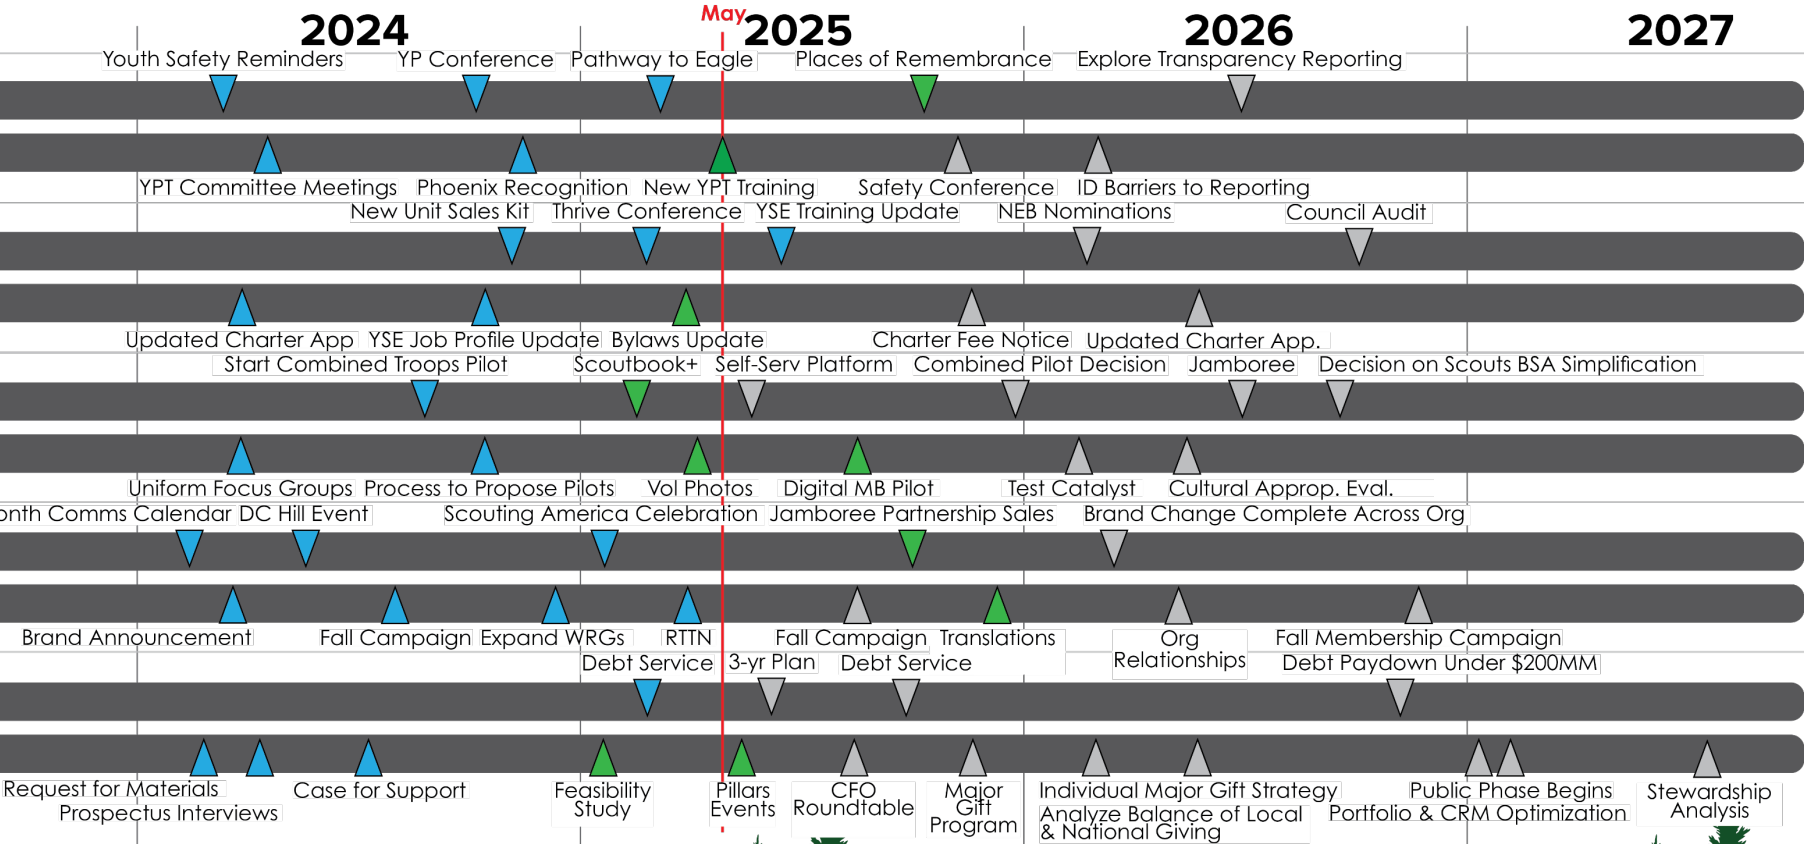 May
2024 2025 2026 2027
Youth Safety Reminders YP Conference Pathway to Eagle Places of Remembrance Explore Transparency Reporting
YPT Committee Meetings Phoenix Recognition New YPT Training Safety Conference ID Barriers to Reporting
New Unit Sales Kit Thrive Conference YSE Training Update NEB Nominations Council Audit
Updated Charter App YSE Job Profile Update Bylaws Update Charter Fee Notice Updated Charter App.
Start Combined Troops Pilot Scoutbook+ Self-Serv Platform Combined Pilot Decision Jamboree Decision on Scouts BSA Simplification
Uniform Focus Groups Process to Propose Pilots Vol Photos Digital MB Pilot Test Catalyst Cultural Approp. Eval.
onth Comms Calendar DC Hill Event Scouting America Celebration Jamboree Partnership Sales Brand Change Complete Across Org
Brand Announcement Fall Campaign Expand WRGs RTTN Fall Campaign Translations Org Fall Membership Campaign
Relationships
Debt Service 3-yr Plan Debt Service Debt Paydown Under $200MM
Request for Materials Case for Support Feasibility Pillars CFO Major Individual Major Gift Strategy Public Phase Begins Stewardship
Prospectus Interviews Study Events Roundtable Gift Analyze Balance of Local Portfolio & CRM Optimization Analysis
Program & National Giving